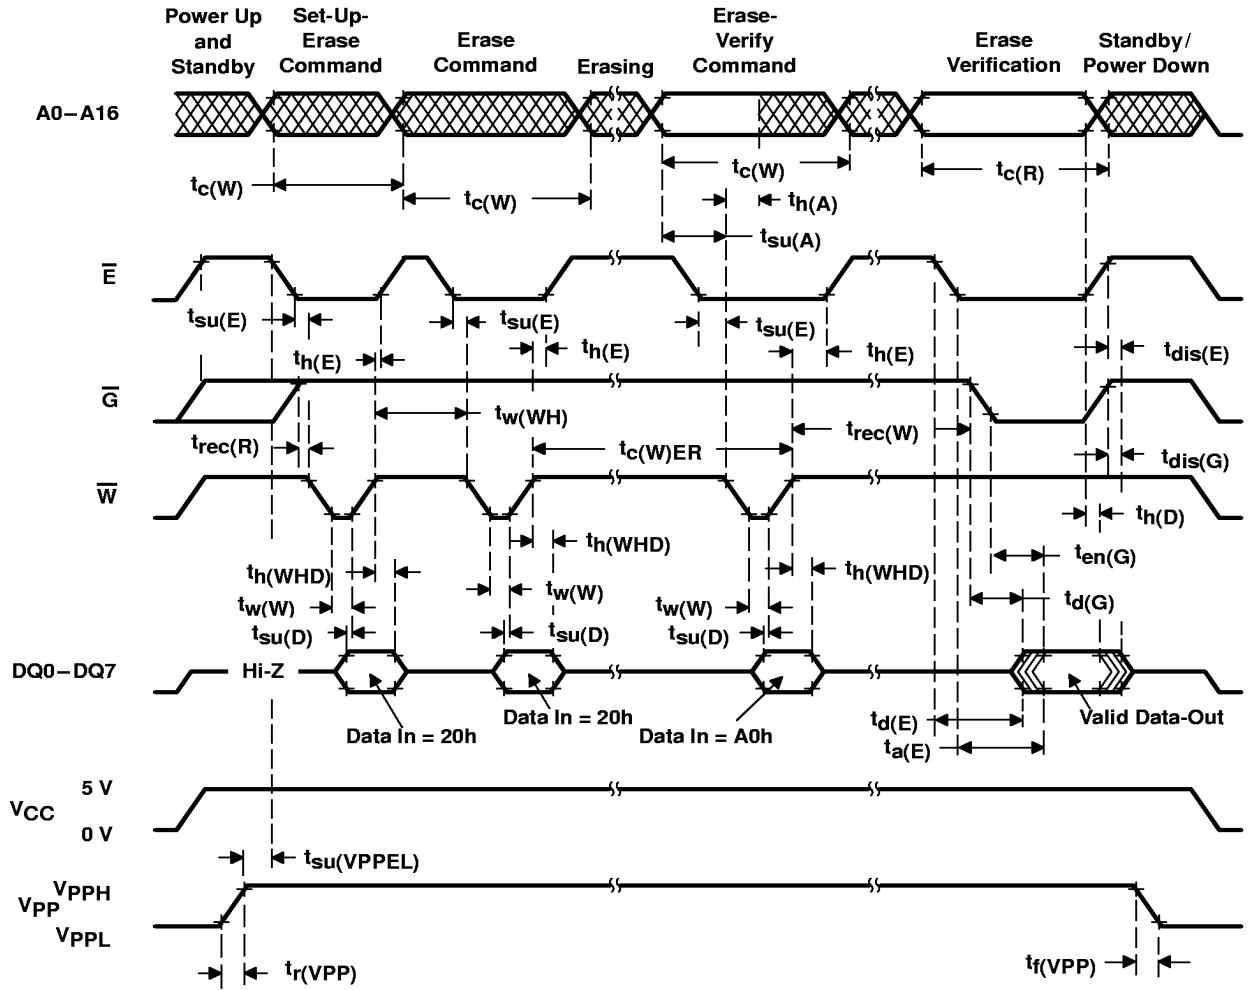 Power Up
and
Standby
Set-Up-
Erase
Command
Erase
Command
Erasing
Erase-
Verify
Command
Erase
Verification
Standby/
Power Down
A0–A16
tc(W)
tc(W)
tc(W)
tc(R)
th(A)
tsu(A)
E
tsu(E)
tsu(E)
tsu(E)
th(E)
th(E)
th(E)
tdis(E)
G
tw(WH)
trec(W)
trec(R)
tc(W)ER
tdis(G)
W
th(D)
th(WHD)
ten(G)
th(WHD)
th(WHD)
tw(W)
tw(W)
tw(W)
td(G)
tsu(D)
tsu(D)
tsu(D)
DQ0–DQ7
Hi-Z
Data In = 20h
Data In = 20h
Data In = A0h
Valid Data-Out
td(E)
ta(E)
5 V
VCC
0 V
tsu(VPPEL)
VPPH
VPP
VPPL
tr(VPP)
tf(VPP)